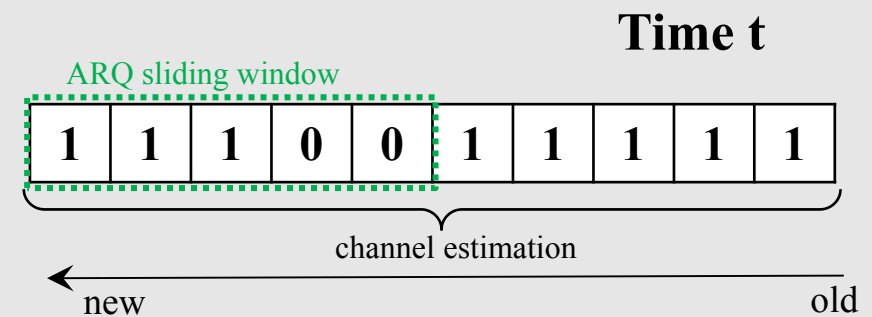 Time t
ARQ sliding window
1 1 1 0 0 1 1 1 1 1
channel estimation
new old